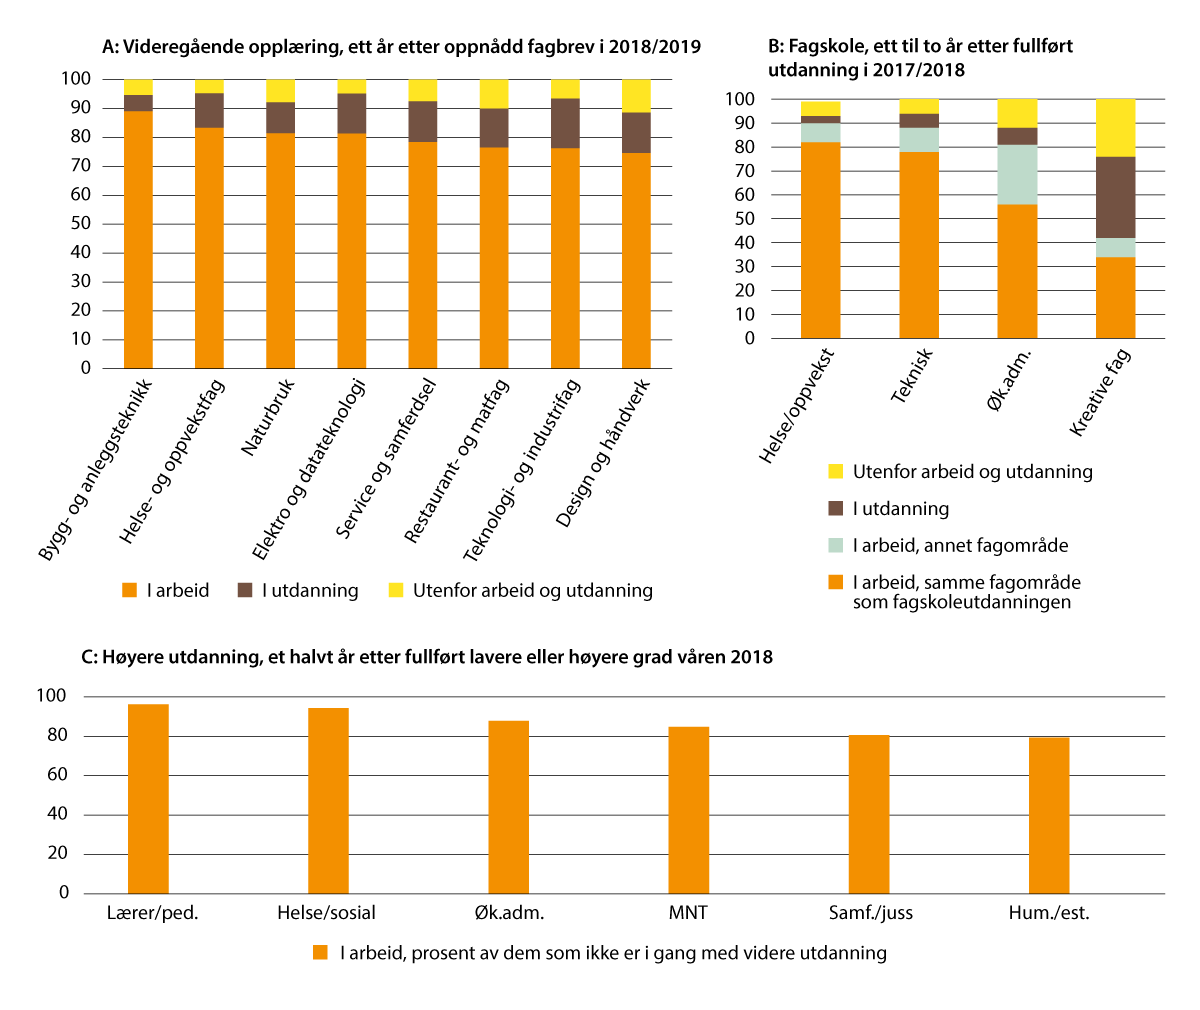 A: Videregående opplæring, ett år etter oppnådd fagbrev i 2018/2019
100
90
80
70
60
50
40
30
20
10
0
Bygg- og anleggsteknikk
Helse- og oppvekstfag
Naturbruk
Elektro og datateknologi
Service og samferdsel
Restaurant- og matfag
Teknologi- og industrifag
Design og håndverk
I arbeid
I utdanning
Utenfor arbeid og utdanning
B: Fagskole, ett til to år etter fullført
utdanning i 2017/2018
100
90
80
70
60
50
40
30
20
10
0
Helse/oppvekst
Teknisk
Øk.adm.
Kreative fag
Utenfor arbeid og utdanning
I utdanning
I arbeid, annet fagområde
I arbeid, samme fagområde
som fagskoleutdanningen
C: Høyere utdanning, et halvt år etter fullført lavere eller høyere grad våren 2018
100
80
60
40
20
0
Lærer/ped.
Helse/sosial
Øk.adm.
MNT
Samf./juss
Hum./est.
I arbeid, prosent av dem som ikke er i gang med videre utdanning